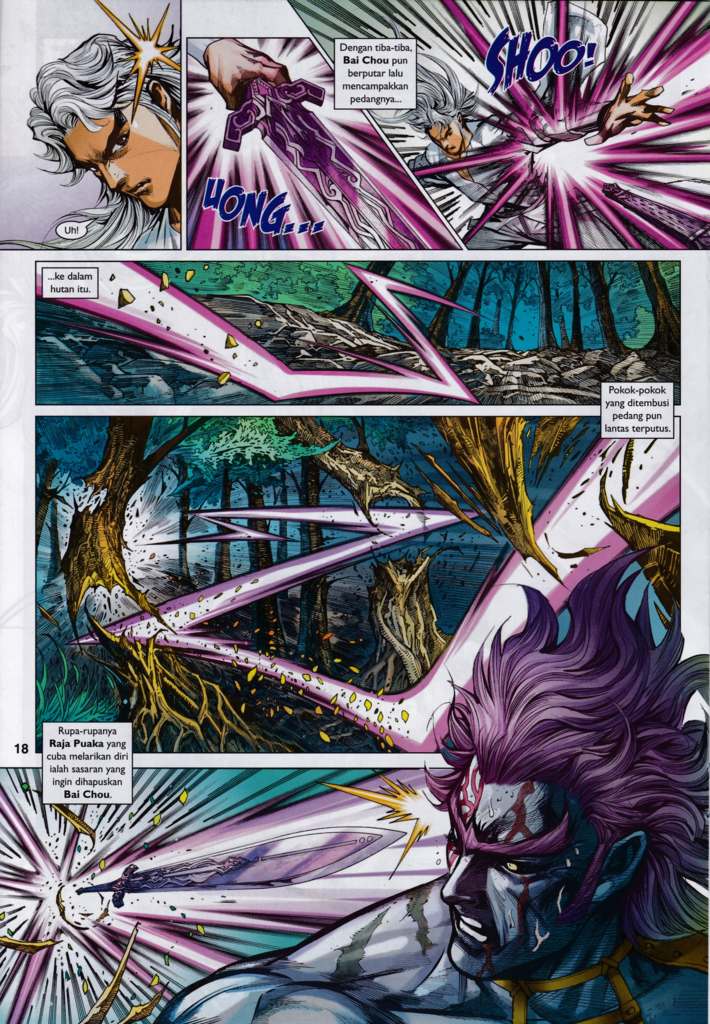 Uh!
UONG...
Dengan tiba-tiba,
Bai Chou pun
berputar lalu
mencampakkan
pedangnya...
SHOO!
...ke dalam
hutan itu.
Pokok-pokok
yang ditembusi
pedang pun
lantas terputus.
18
Rupa-rupanya
Raja Puaka yang
cuba melarikan diri
ialah sasaran yang
ingin dihapuskan
Bai Chou.